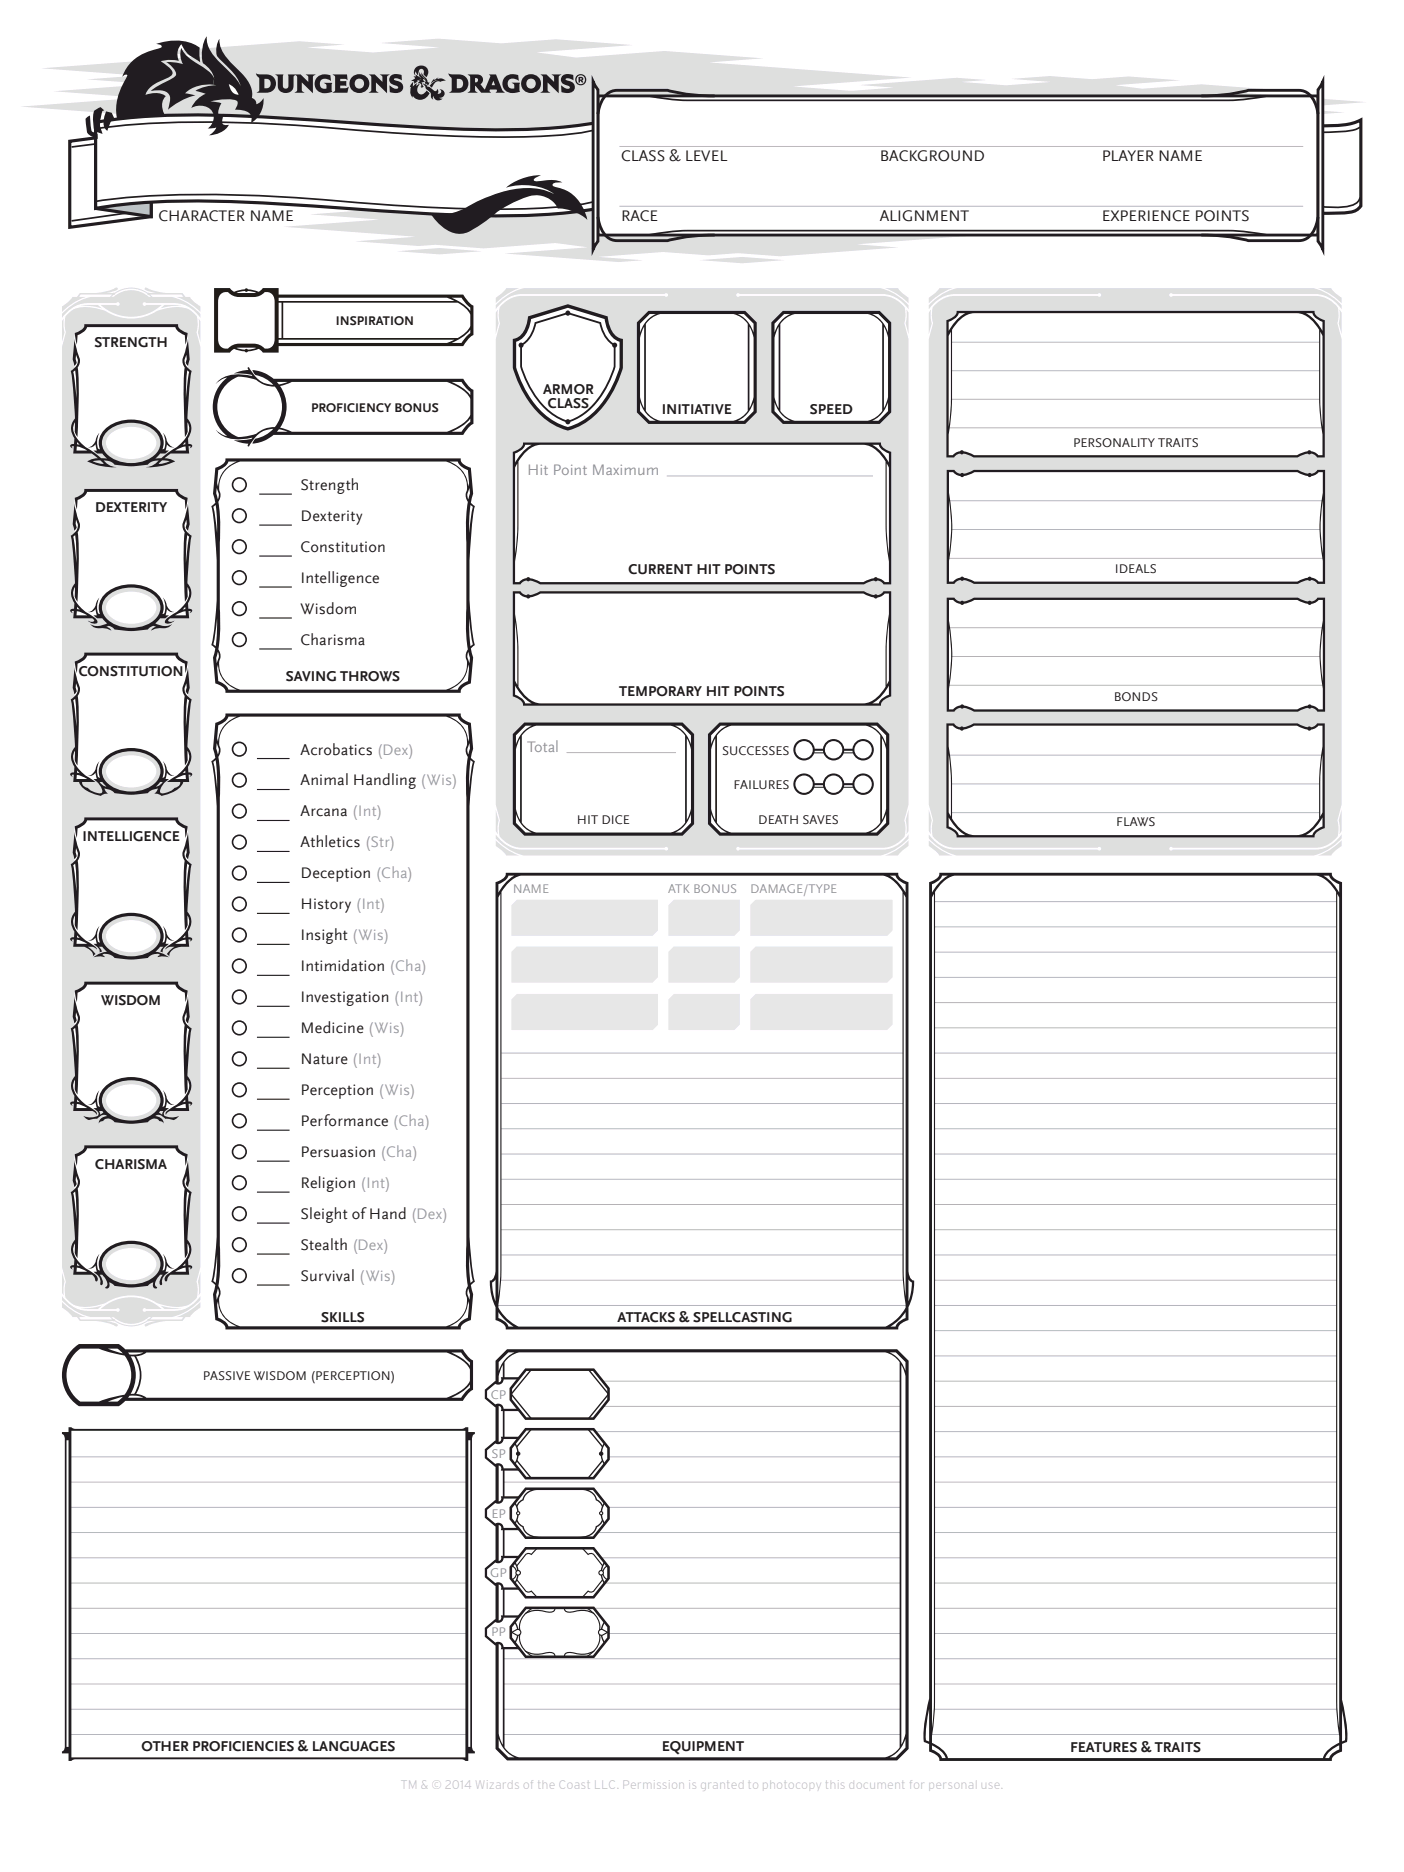 DUNGEONS & DRAGONS®
CLASS & LEVEL
BACKGROUND
PLAYER NAME
CHARACTER NAME
RACE
ALIGNMENT
EXPERIENCE POINTS
STRENGTH
DEXTERITY
CONSTITUTION
INTELLIGENCE
WISDOM
CHARISMA
INSPIRATION
PROFICIENCY BONUS
Strength
Dexterity
Constitution
Intelligence
Wisdom
Charisma
SAVING THROWS
Acrobatics (Dex)
Animal Handling (Wis)
Arcana (Int)
Athletics (Str)
Deception (Cha)
History (Int)
Insight (Wis)
Intimidation (Cha)
Investigation (Int)
Medicine (Wis)
Nature (Int)
Perception (Wis)
Performance (Cha)
Persuasion (Cha)
Religion (Int)
Sleight of Hand (Dex)
Stealth (Dex)
Survival (Wis)
SKILLS
PASSIVE WISDOM (PERCEPTION)
OTHER PROFICIENCIES & LANGUAGES
ARMOR
CLASS
INITIATIVE
SPEED
Hit Point Maximum
CURRENT HIT POINTS
TEMPORARY HIT POINTS
Total
HIT DICE
SUCCESSES
FAILURES
DEATH SAVES
NAME
ATK BONUS
DAMAGE/TYPE
ATTACKS & SPELLCASTING
CP
SP
EP
GP
PP
EQUIPMENT
PERSONALITY TRAITS
IDEALS
BONDS
FLAWS
FEATURES & TRAITS
TM & © 2014 Wizards of the Coast LLC. Permission is granted to photocopy this document for personal use.